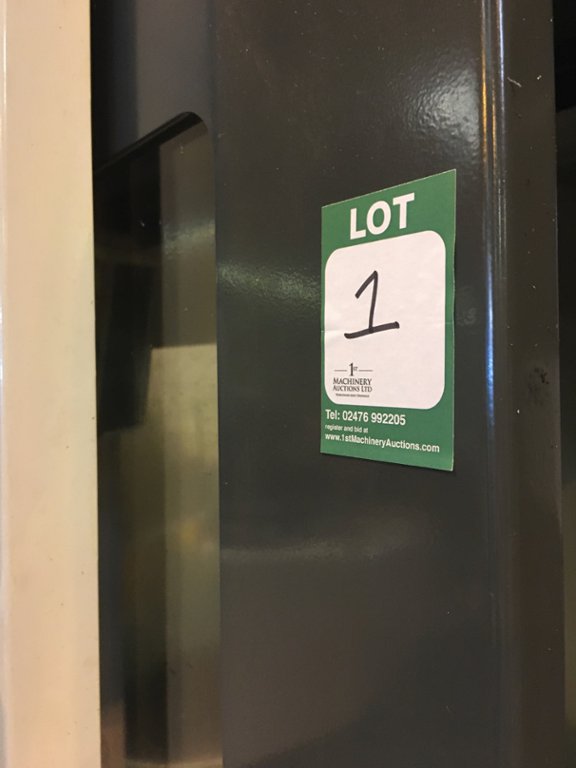 LOT
1
1st
MACHINERY
AUCTIONS LTD
Tel: 02476 992205
register and bid at
www.1stMachineryAuctions.com